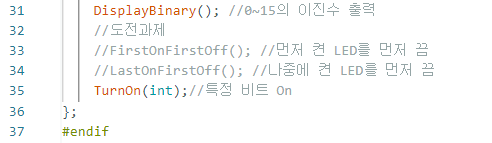 31 DisplayBinary(); //0~15의 이진수 출력
32 //도전과제
33 //FirstOnFirstOff(); //먼저 켠 LED를 먼저 끔
34 //LastOnFirstOff(); //나중에 켠 LED를 먼저 끔
35 TurnOn(int);//특정 비트 On
36 };
37 #endif